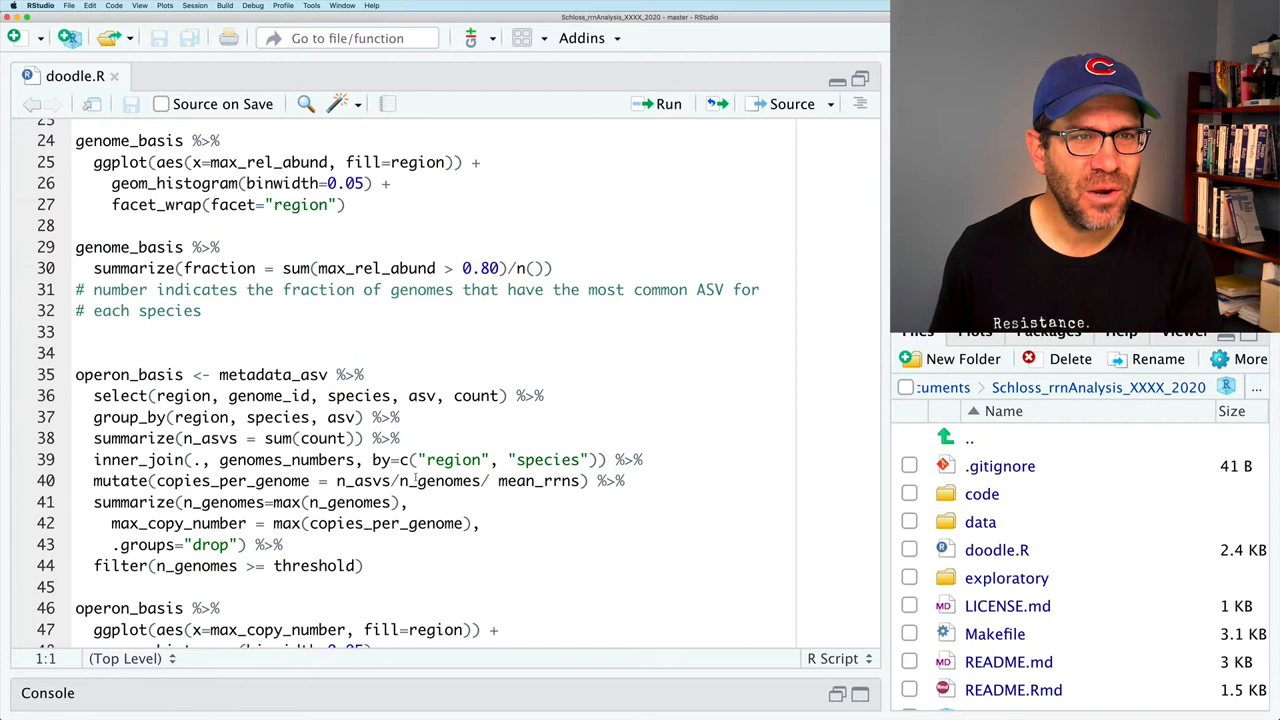 RStudio File Edit Code View Plots Session Build Debug Profile Tools Window Help
Schloss_rrnAnalysis_XXXX_2020 - master - RStudio
Go to file/function Addins
doodle.R
Source on Save Run Source
23
24 genome_basis %>%
25 ggplot(aes(x=max_rel_abund, fill=region)) +
26 geom_histogram(binwidth=0.05) +
27 facet_wrap(facet="region")
28
29 genome_basis %>%
30 summarize(fraction = sum(max_rel_abund > 0.80)/n())
31 # number indicates the fraction of genomes that have the most common ASV for
32 # each species
33
34
35 operon_basis <- metadata_asv %>%
36 select(region, genome_id, species, asv, count) %>%
37 group_by(region, species, asv) %>%
38 summarize(n_asvs = sum(count)) %>%
39 inner_join(., genomes_numbers, by=c("region", "species")) %>%
40 mutate(copies_per_genome = n_asvs/n_genomes/ mean_rrns) %>%
41 summarize(n_genomes=max(n_genomes),
42 max_copy_number = max(copies_per_genome),
43 .groups="drop") %>%
44 filter(n_genomes >= threshold)
45
46 operon_basis %>%
47 ggplot(aes(x=max_copy_number, fill=region)) +
1:1 (Top Level) R Script
Console
C
Resistance.
Files Plots Packages Help Viewer
New Folder Delete Rename More
cuments Schloss_rrnAnalysis_XXXX_2020 ...
Name Size
..
.gitignore 41 B
code
data
doodle.R 2.4 KB
exploratory
LICENSE.md 1 KB
Makefile 3.1 KB
README.md 3 KB
README.Rmd 1.5 KB